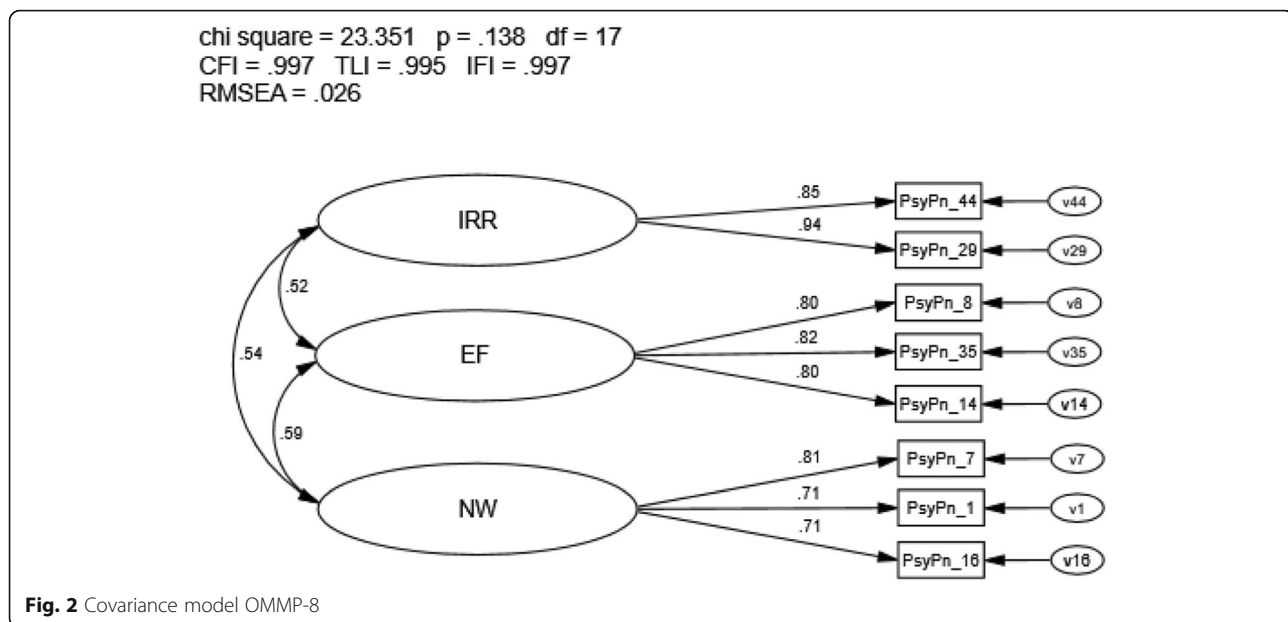 chi square = 23.351 p = .138 df = 17
CFI = .997 TLI = .995 IFI = .997
RMSEA = .026
IRR
EF
NW
.52
.54
.59
.85
PsyPn_44
v44
.94
PsyPn_29
v29
.80
PsyPn_8
v8
.82
PsyPn_35
v35
.80
PsyPn_14
v14
.81
PsyPn_7
v7
.71
PsyPn_1
v1
.71
PsyPn_16
v16
Fig. 2 Covariance model OMMP-8